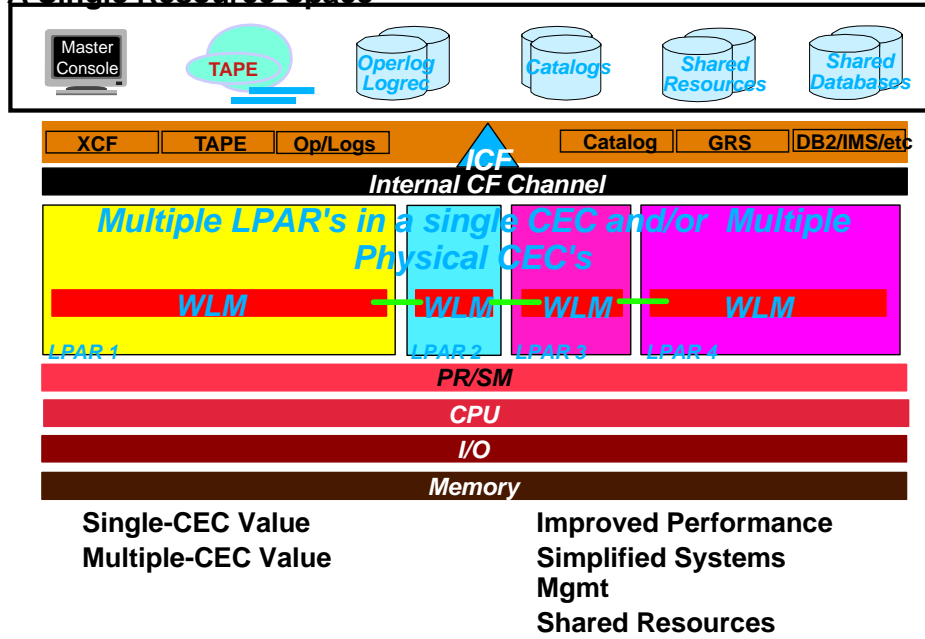 A Single Resource Space
Master
Console
TAPE
Operlog
Logrec
Catalogs
Shared
Resources
Shared
Databases
XCF
TAPE
Op/Logs
ICF
Catalog
GRS
DB2/IMS/etc
Internal CF Channel
Multiple LPAR's in a single CEC and/or Multiple
Physical CEC's
WLM
WLM
WLM
WLM
LPAR 1
LPAR 2
LPAR 3
LPAR 4
PR/SM
CPU
I/O
Memory
Single-CEC Value
Multiple-CEC Value
Improved Performance
Simplified Systems
Mgmt
Shared Resources